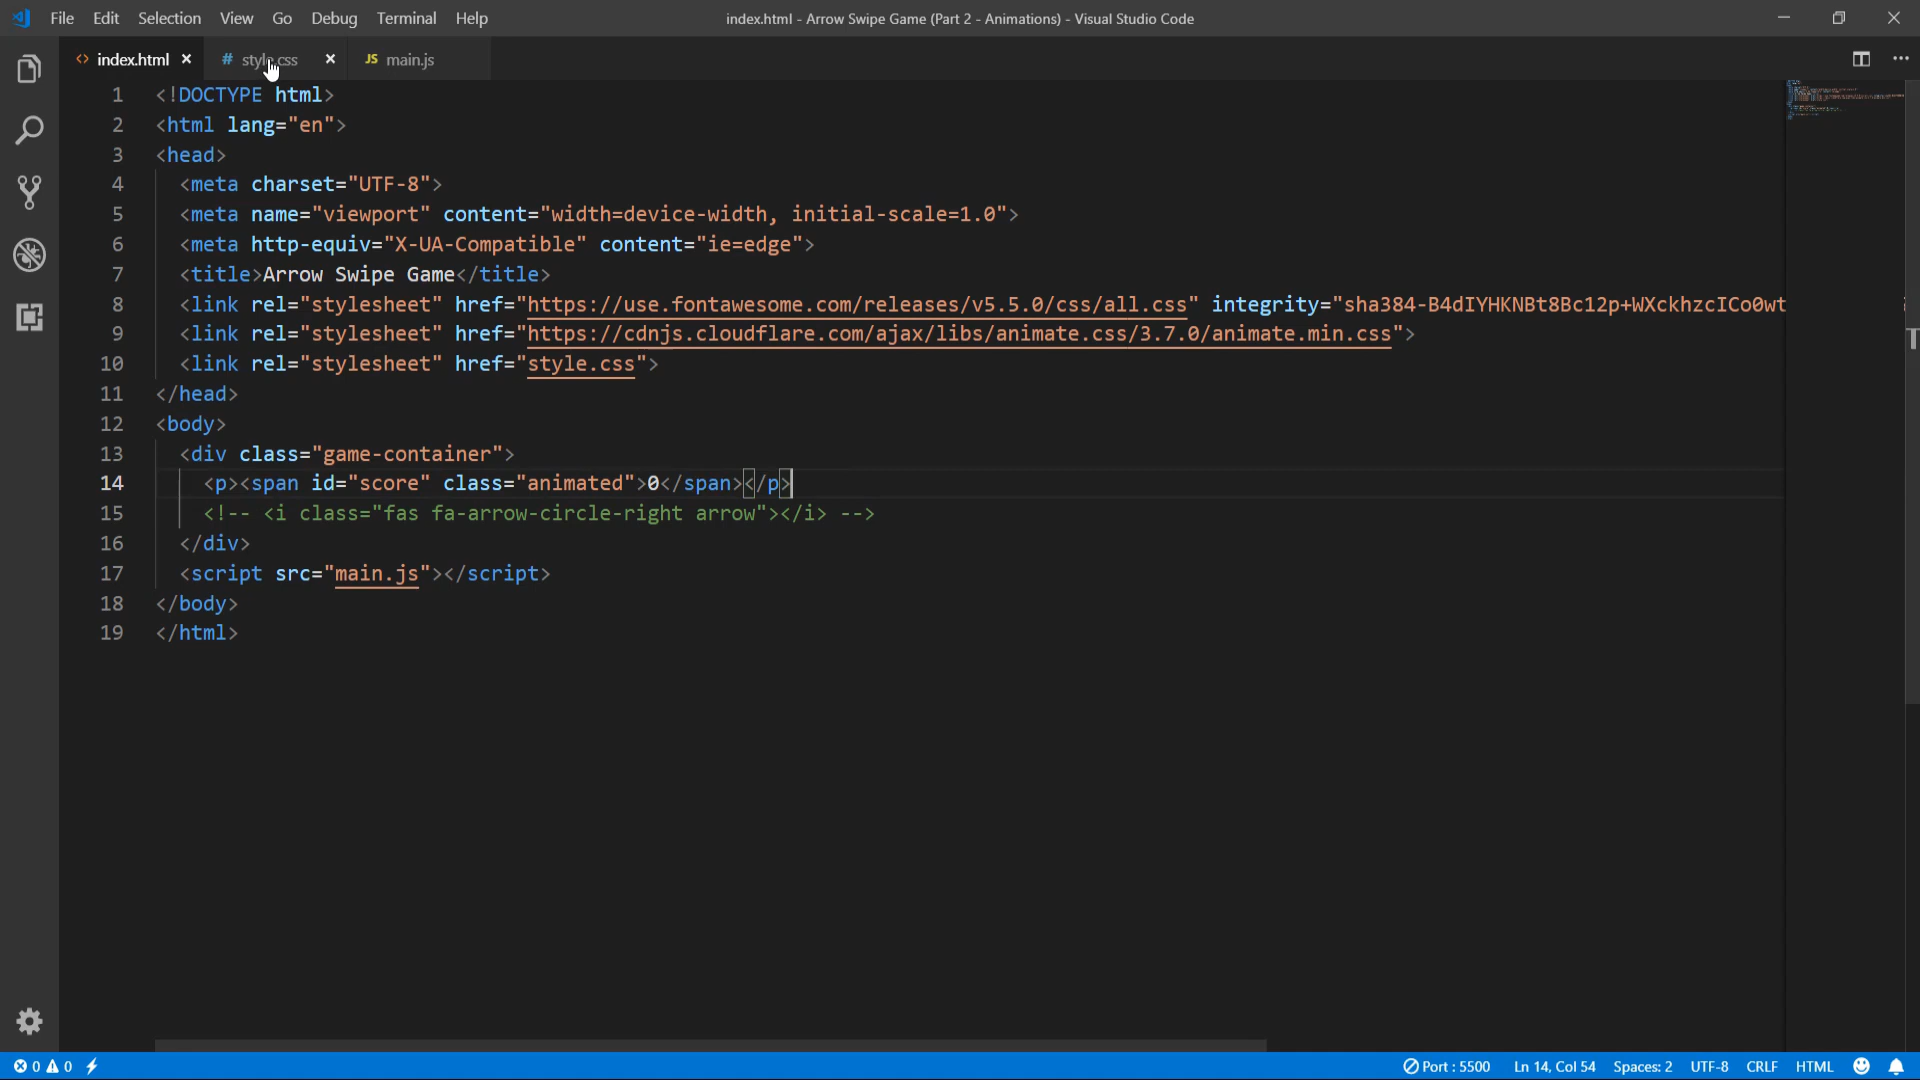 File Edit Selection View Go Debug Terminal Help
index.html - Arrow Swipe Game (Part 2 - Animations) - Visual Studio Code
<> index.html × # style.css × JS main.js
1 <!DOCTYPE html>
2 <html lang="en">
3 <head>
4 <meta charset="UTF-8">
5 <meta name="viewport" content="width=device-width, initial-scale=1.0">
6 <meta http-equiv="X-UA-Compatible" content="ie=edge">
7 <title>Arrow Swipe Game</title>
8 <link rel="stylesheet" href="https://use.fontawesome.com/releases/v5.5.0/css/all.css" integrity="sha384-B4dIYHKNBt8Bc12p+WXckhzcICo0wt
9 <link rel="stylesheet" href="https://cdnjs.cloudflare.com/ajax/libs/animate.css/3.7.0/animate.min.css">
10 <link rel="stylesheet" href="style.css">
11 </head>
12 <body>
13 <div class="game-container">
14 <p><span id="score" class="animated">0</span></p>
15 <!-- <i class="fas fa-arrow-circle-right arrow"></i> -->
16 </div>
17 <script src="main.js"></script>
18 </body>
19 </html>
0 0 Port : 5500 Ln 14, Col 54 Spaces: 2 UTF-8 CRLF HTML